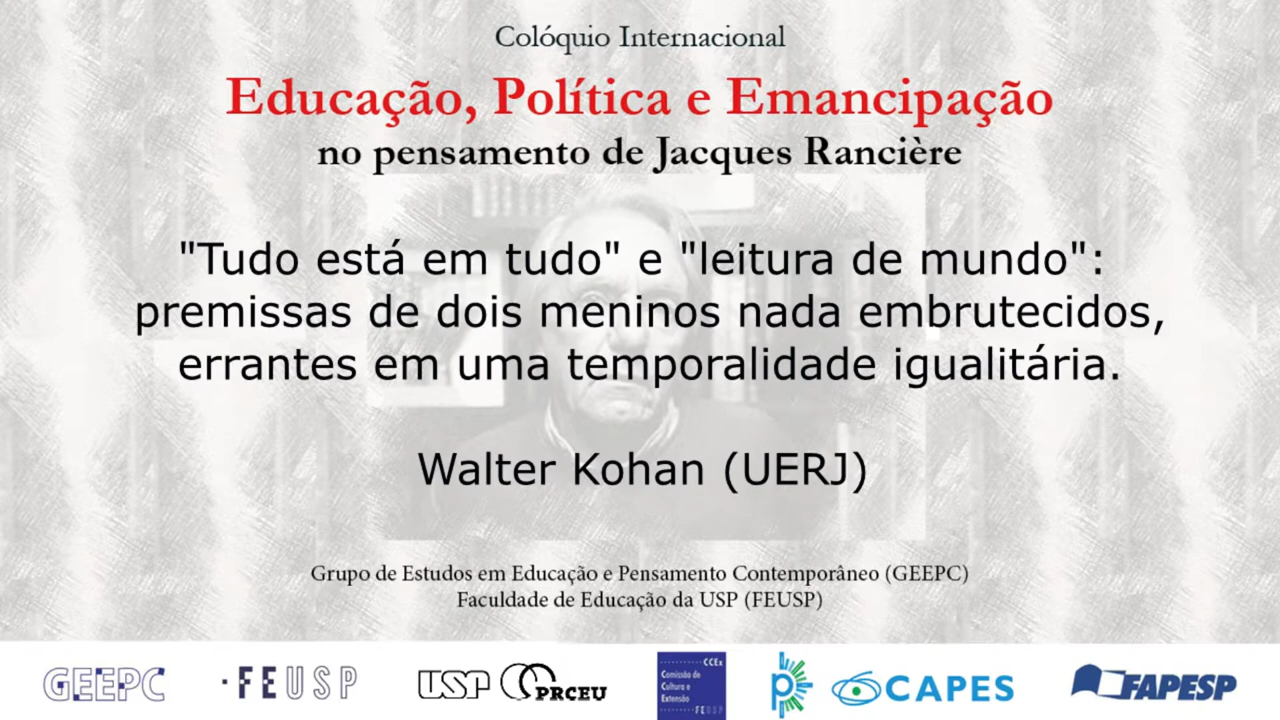 Colóquio Internacional
Educação, Política e Emancipação
no pensamento de Jacques Rancière
"Tudo está em tudo" e "leitura de mundo":
premissas de dois meninos nada embrutecidos,
errantes em uma temporalidade igualitária.
Walter Kohan (UERJ)
Grupo de Estudos em Educação e Pensamento Contemporâneo (GEEPC)
Faculdade de Educação da USP (FEUSP)
GEEPC
·FEUSP
USP
PRCEU
CCEx
Comissão de
Cultura e
Extensão
FEUSP
CAPES
FAPESP